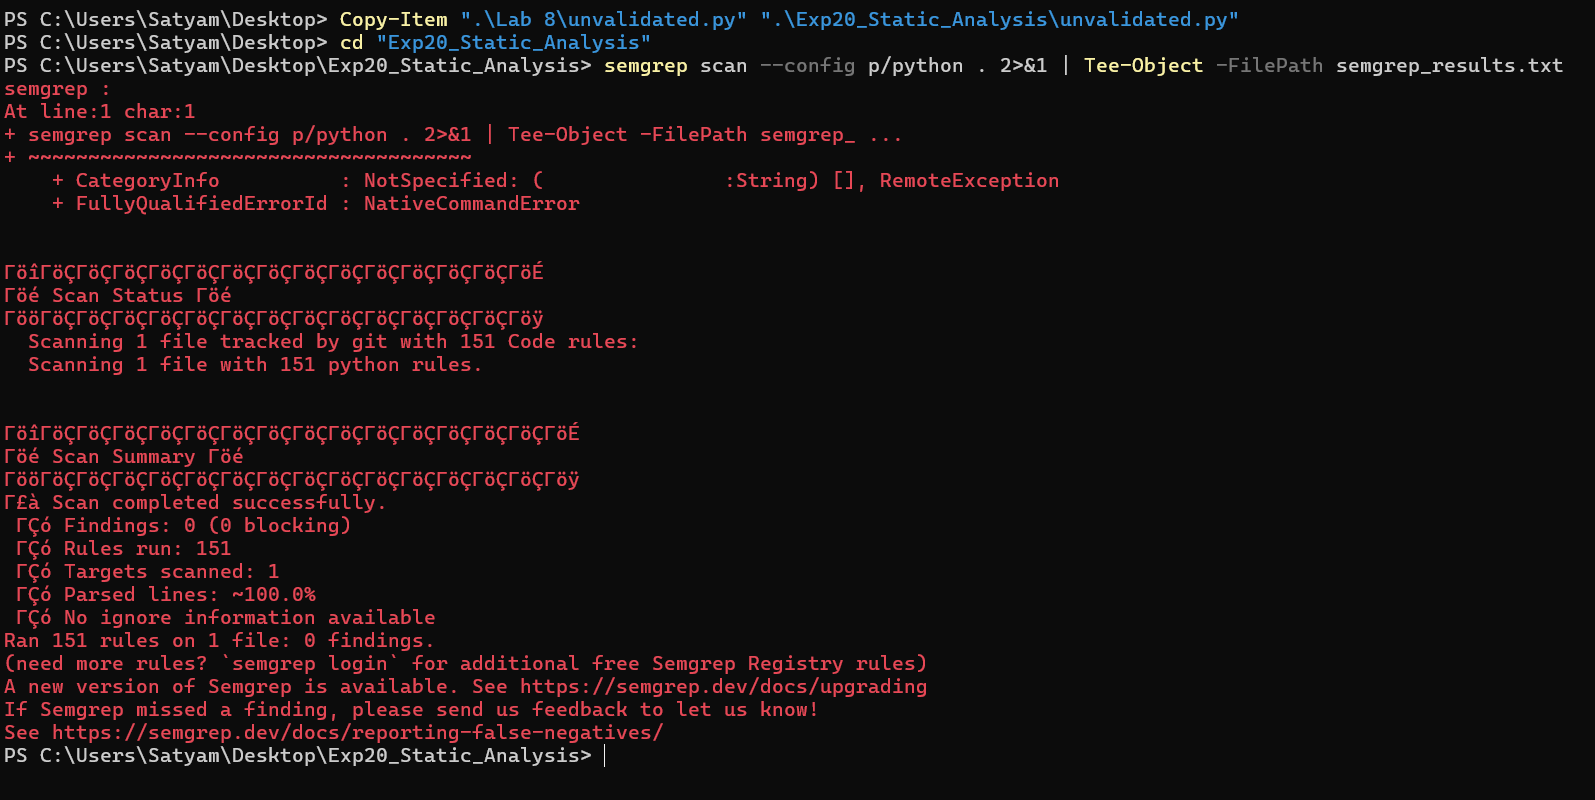 PS C:\Users\Satyam\Desktop> Copy-Item ".\Lab 8\unvalidated.py" ".\Exp20_Static_Analysis\unvalidated.py"
PS C:\Users\Satyam\Desktop> cd "Exp20_Static_Analysis"
PS C:\Users\Satyam\Desktop\Exp20_Static_Analysis> semgrep scan --config p/python . 2>&1 | Tee-Object -FilePath semgrep_results.txt
semgrep :
At line:1 char:1
+ semgrep scan --config p/python . 2>&1 | Tee-Object -FilePath semgrep_ ...
+ ~~~~~~~~~~~~~~~~~~~~~~~~~~~~~~~~~~~~~
    + CategoryInfo          : NotSpecified: (               :String) [], RemoteException
    + FullyQualifiedErrorId : NativeCommandError
ΓöîΓöÇΓöÇΓöÇΓöÇΓöÇΓöÇΓöÇΓöÇΓöÇΓöÇΓöÇΓöÇΓöÇΓöÉ
Γöé Scan Status Γöé
ΓööΓöÇΓöÇΓöÇΓöÇΓöÇΓöÇΓöÇΓöÇΓöÇΓöÇΓöÇΓöÇΓöÇΓöÿ
  Scanning 1 file tracked by git with 151 Code rules:
  Scanning 1 file with 151 python rules.
ΓöîΓöÇΓöÇΓöÇΓöÇΓöÇΓöÇΓöÇΓöÇΓöÇΓöÇΓöÇΓöÇΓöÇΓöÇΓöÉ
Γöé Scan Summary Γöé
ΓööΓöÇΓöÇΓöÇΓöÇΓöÇΓöÇΓöÇΓöÇΓöÇΓöÇΓöÇΓöÇΓöÇΓöÇΓöÿ
Γ£à Scan completed successfully.
 ΓÇó Findings: 0 (0 blocking)
 ΓÇó Rules run: 151
 ΓÇó Targets scanned: 1
 ΓÇó Parsed lines: ~100.0%
 ΓÇó No ignore information available
Ran 151 rules on 1 file: 0 findings.
(need more rules? `semgrep login` for additional free Semgrep Registry rules)
A new version of Semgrep is available. See https://semgrep.dev/docs/upgrading
If Semgrep missed a finding, please send us feedback to let us know!
See https://semgrep.dev/docs/reporting-false-negatives/
PS C:\Users\Satyam\Desktop\Exp20_Static_Analysis>